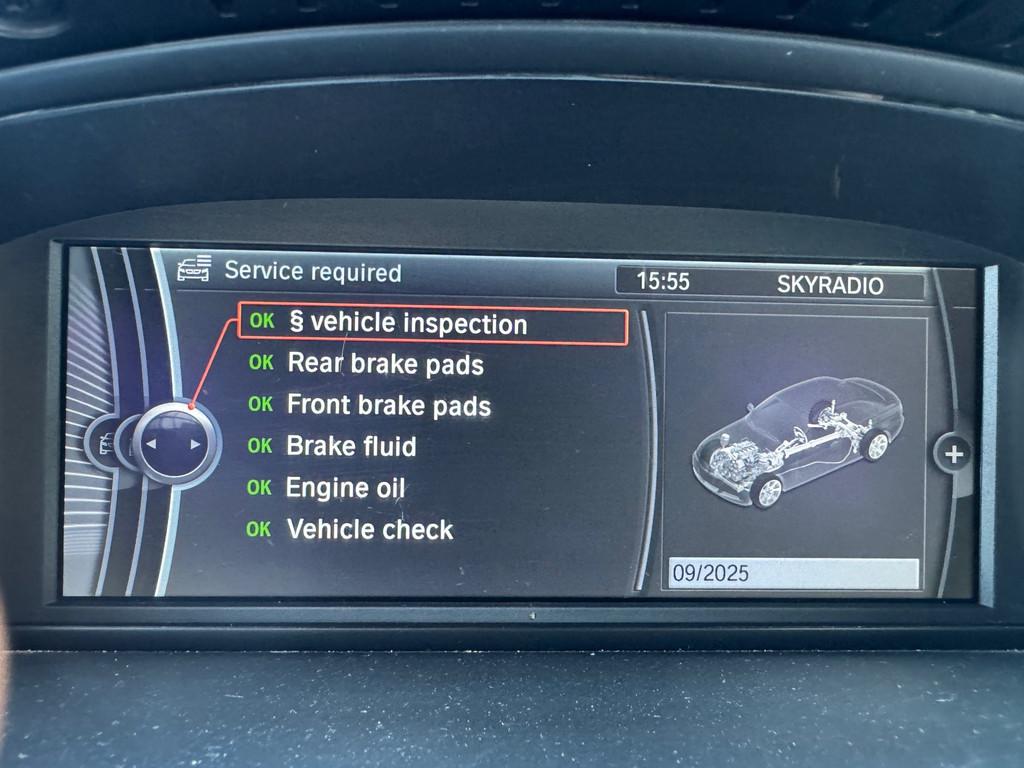 Service required
15:55 SKYRADIO
OK § vehicle inspection
OK Rear brake pads
OK Front brake pads
OK Brake fluid
OK Engine oil
OK Vehicle check
+
09/2025